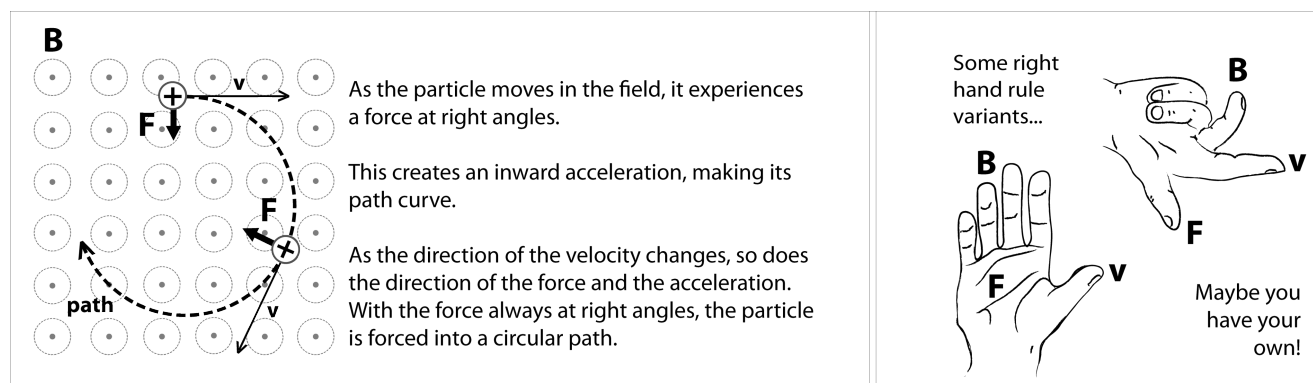 B
v
F
F
v
path
As the particle moves in the field, it experiences
a force at right angles.
This creates an inward acceleration, making its
path curve.
As the direction of the velocity changes, so does
the direction of the force and the acceleration.
With the force always at right angles, the particle
is forced into a circular path.
Some right
hand rule
variants...
B
v
F
B
v
F
Maybe you
have your
own!